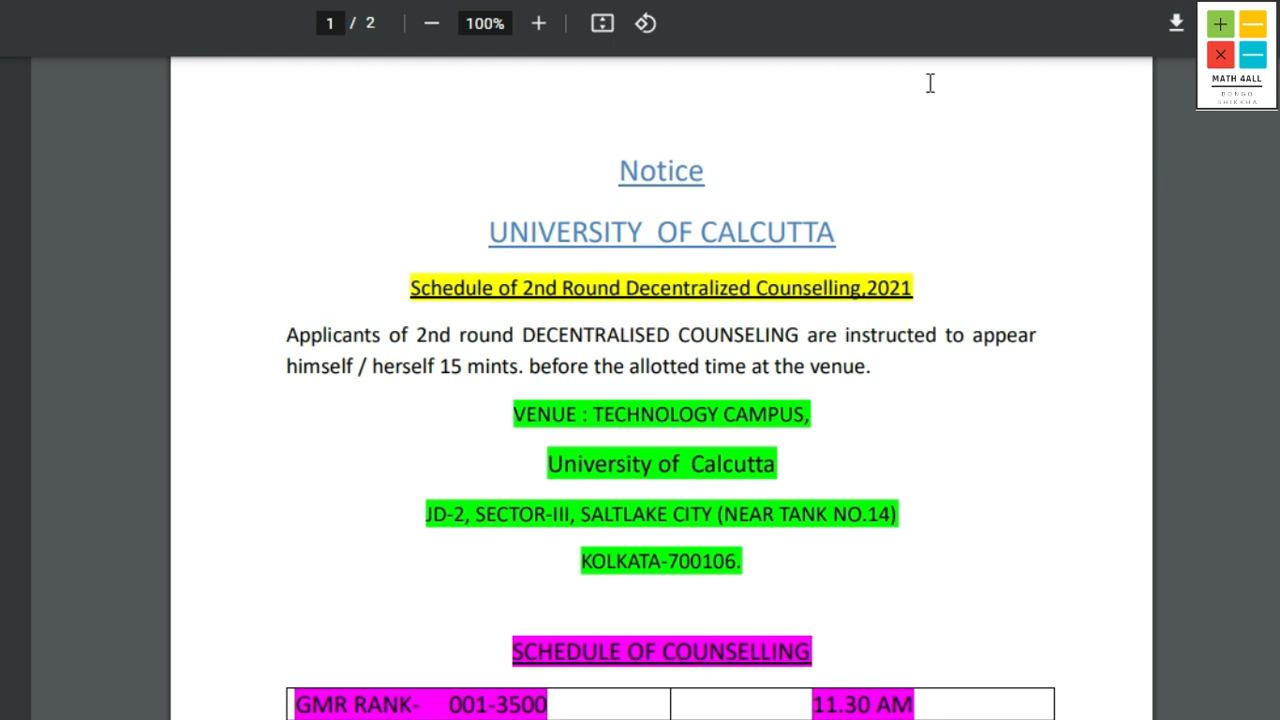 1 / 2
100%
MATH 4ALL
BONGO
SHIKKHA
Notice
UNIVERSITY OF CALCUTTA
Schedule of 2nd Round Decentralized Counselling,2021
Applicants of 2nd round DECENTRALISED COUNSELING are instructed to appear
himself / herself 15 mints. before the allotted time at the venue.
VENUE : TECHNOLOGY CAMPUS,
University of Calcutta
JD-2, SECTOR-III, SALTLAKE CITY (NEAR TANK NO.14)
KOLKATA-700106.
SCHEDULE OF COUNSELLING
GMR RANK- 001-3500 11.30 AM